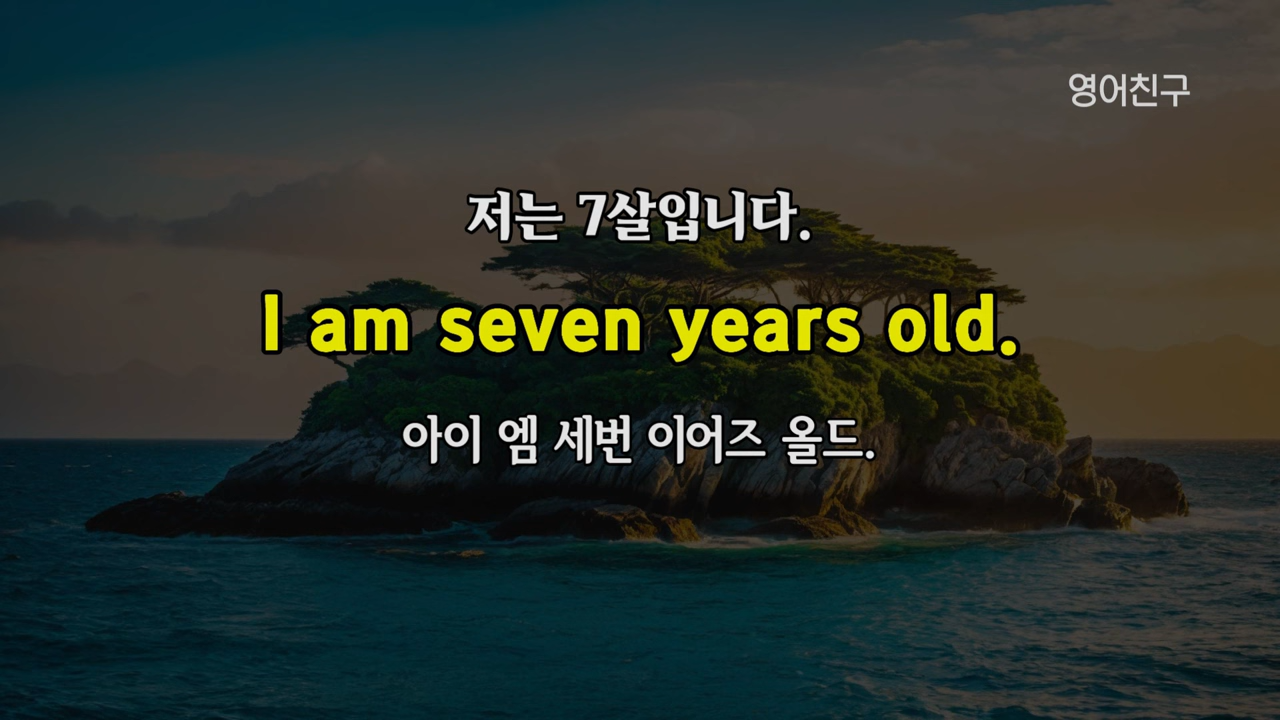 영어친구
저는 7살입니다.
I am seven years old.
아이 엠 세번 이어즈 올드.